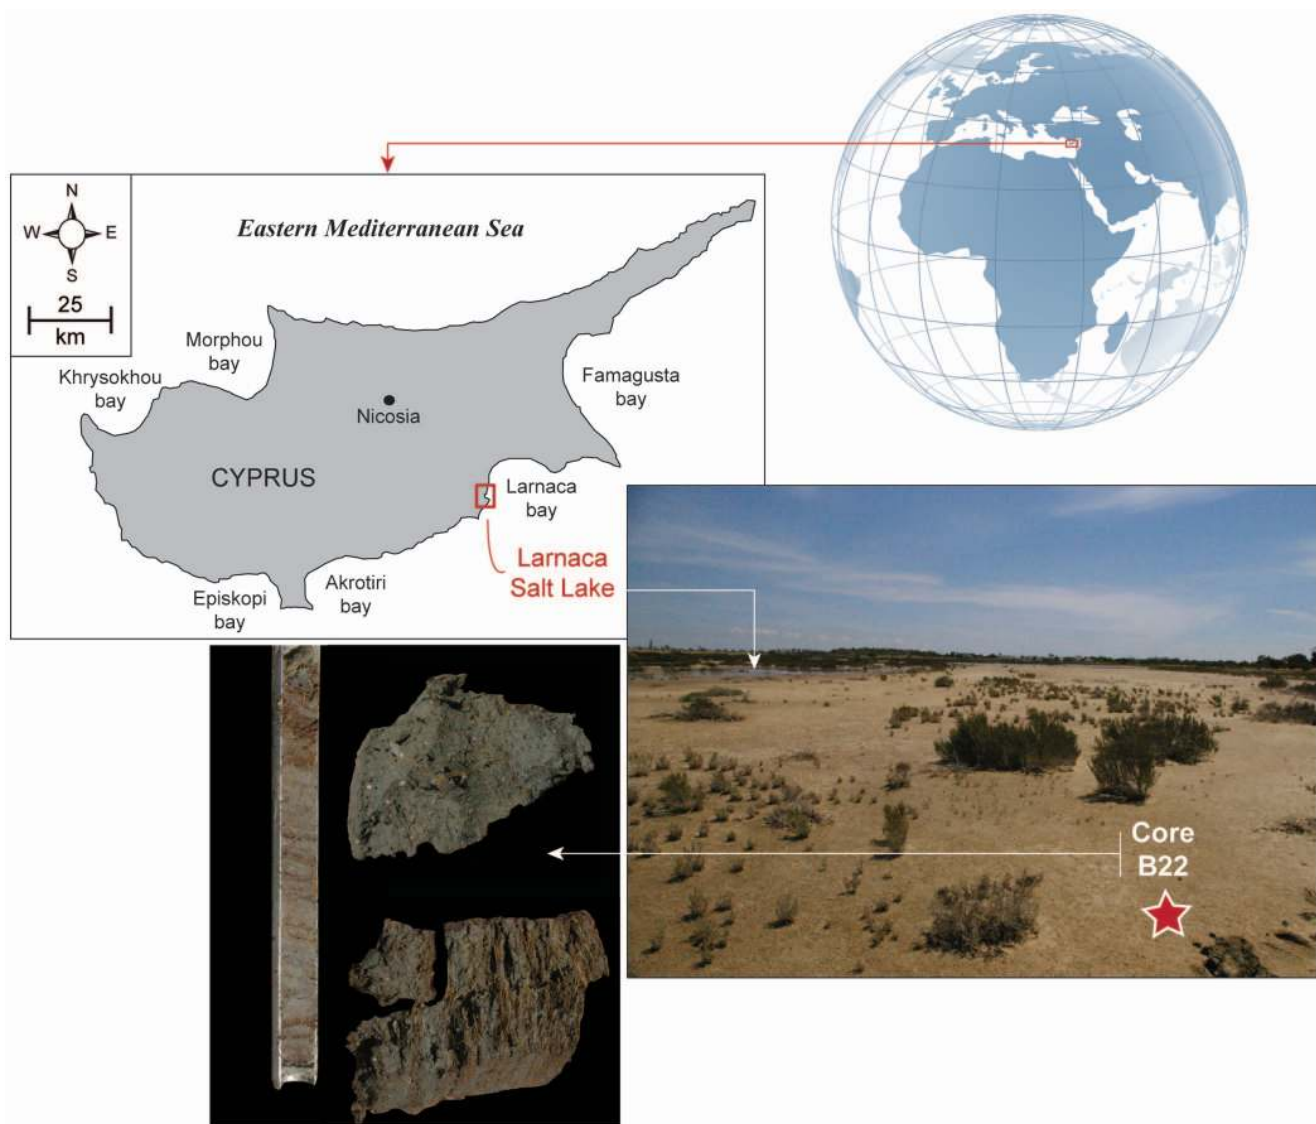 N
W E
S
25
km
Eastern Mediterranean Sea
Morphou
bay
Khrysokhou
bay
Famagusta
bay
Nicosia
CYPRUS
Larnaca
bay
Larnaca
Salt Lake
Akrotiri
bay
Episkopi
bay
Core
B22